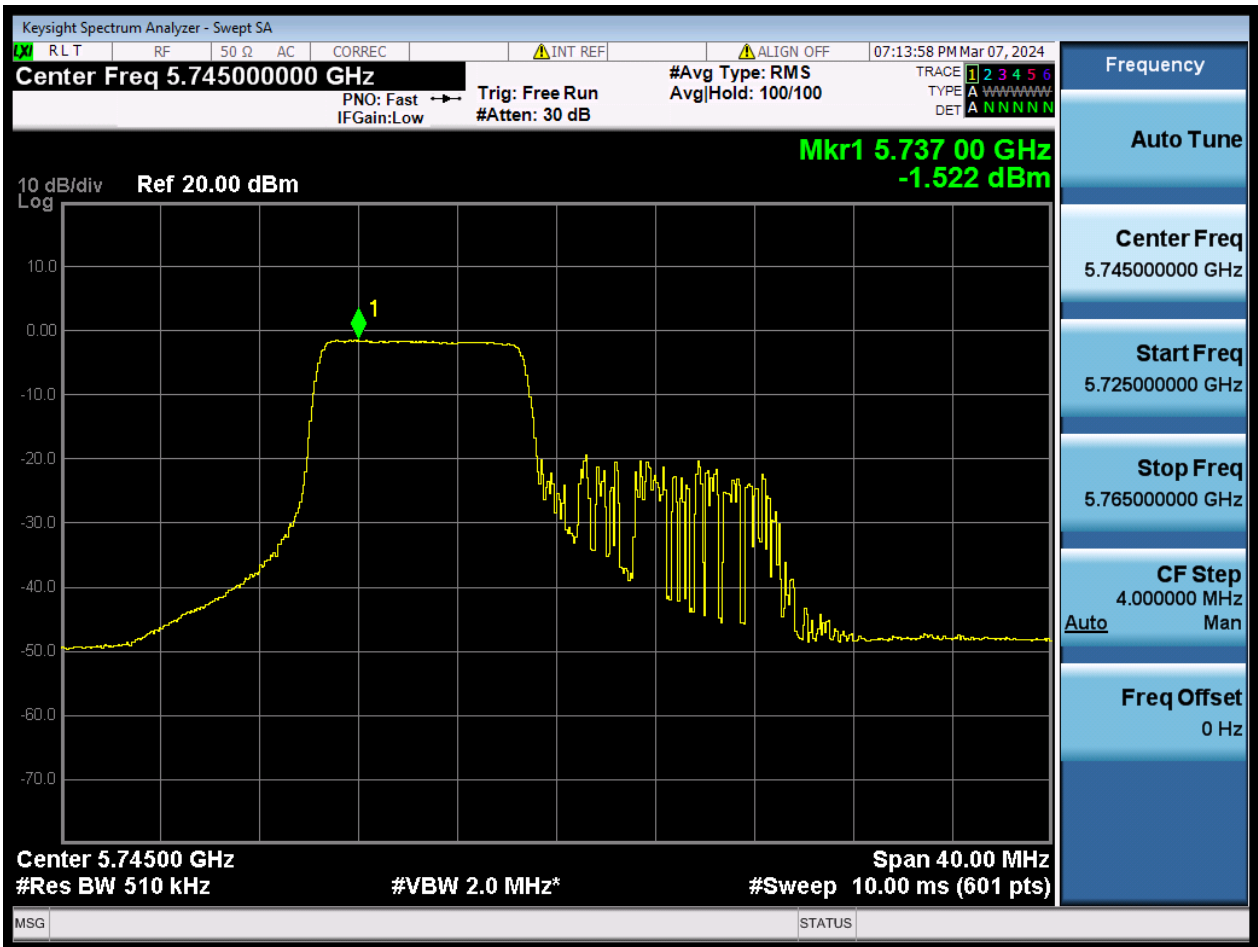 Keysight Spectrum Analyzer - Swept SA
LXI RLT RF 50 Ω AC CORREC INT REF ALIGN OFF 07:13:58 PM Mar 07, 2024
Center Freq 5.745000000 GHz
PNO: Fast
IFGain:Low
Trig: Free Run
#Atten: 30 dB
#Avg Type: RMS
Avg|Hold: 100/100
TRACE 1 2 3 4 5 6
TYPE A WWWWW
DET A N N N N N
Mkr1 5.737 00 GHz
-1.522 dBm
10 dB/div Ref 20.00 dBm
Log
10.0
1
0.00
-10.0
-20.0
-30.0
-40.0
-50.0
-60.0
-70.0
Center 5.74500 GHz Span 40.00 MHz
#Res BW 510 kHz #VBW 2.0 MHz* #Sweep 10.00 ms (601 pts)
MSG STATUS
Frequency
Auto Tune
Center Freq
5.745000000 GHz
Start Freq
5.725000000 GHz
Stop Freq
5.765000000 GHz
CF Step
4.000000 MHz
Auto Man
Freq Offset
0 Hz